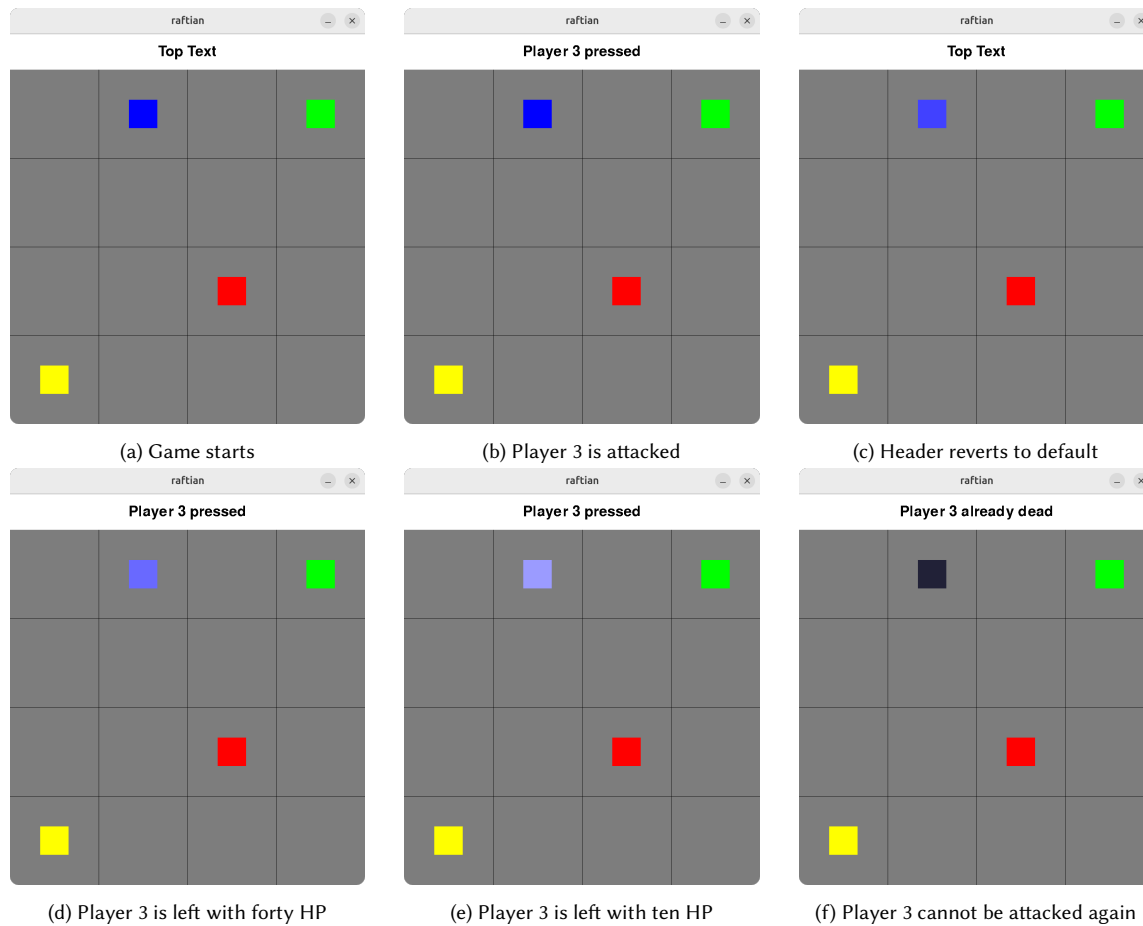 raftian
Top Text
(a) Game starts
raftian
Player 3 pressed
(b) Player 3 is attacked
raftian
Top Text
(c) Header reverts to default
raftian
Player 3 pressed
(d) Player 3 is left with forty HP
raftian
Player 3 pressed
(e) Player 3 is left with ten HP
raftian
Player 3 already dead
(f) Player 3 cannot be attacked again